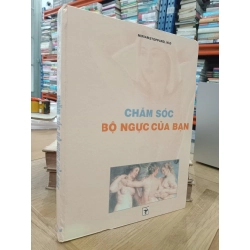 CHĂM SÓC
BỘ NGỰC CỦA BẠN